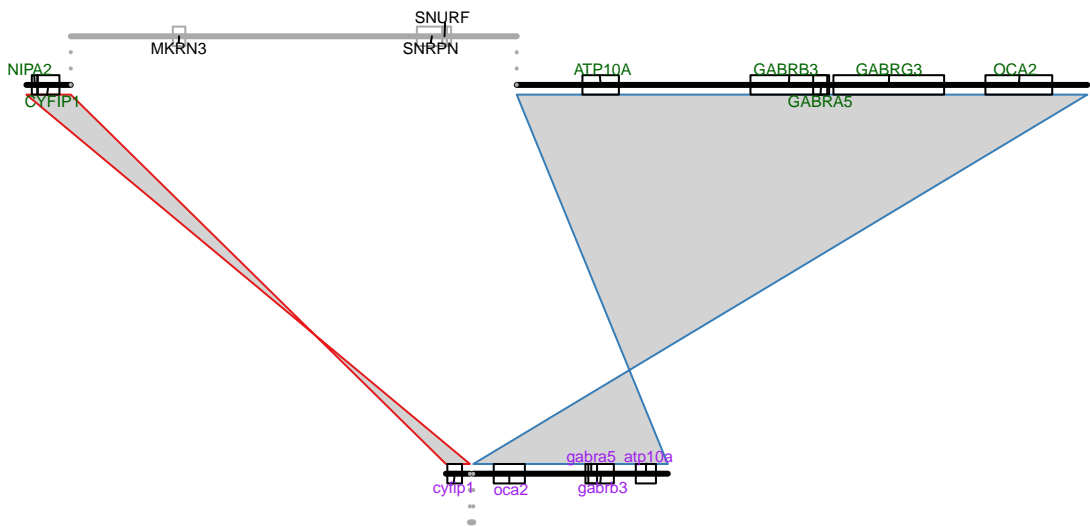 SNURF
MKRN3 SNRPN
NIPA2 ATP10A GABRB3 GABRG3 OCA2
CYFIP1 GABRA5
gabra5 atp10a
cyfip1 oca2 gabrb3